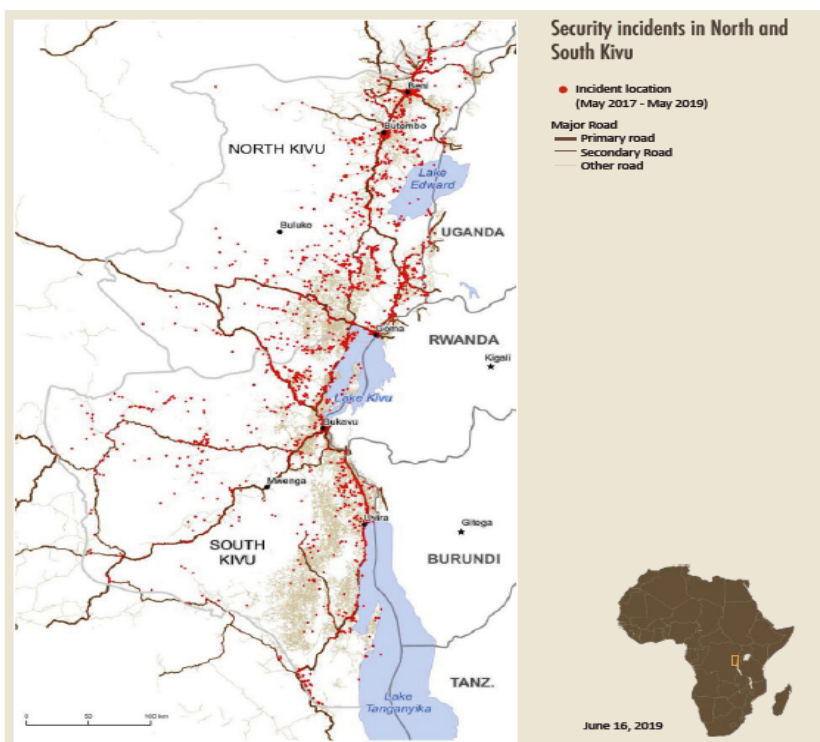 Security incidents in North and
South Kivu
Incident location
(May 2017 - May 2019)
Major Road
Primary road
Secondary Road
Other road
Beni
Butembo
NORTH KIVU
Lake
Edward
Buluko
UGANDA
Goma
RWANDA
Kigali
Lake Kivu
Bukavu
Mwenga
Uvira
Gitega
SOUTH
KIVU
BURUNDI
TANZ.
Lake
Tanganyika
0 50 100 km
June 16, 2019